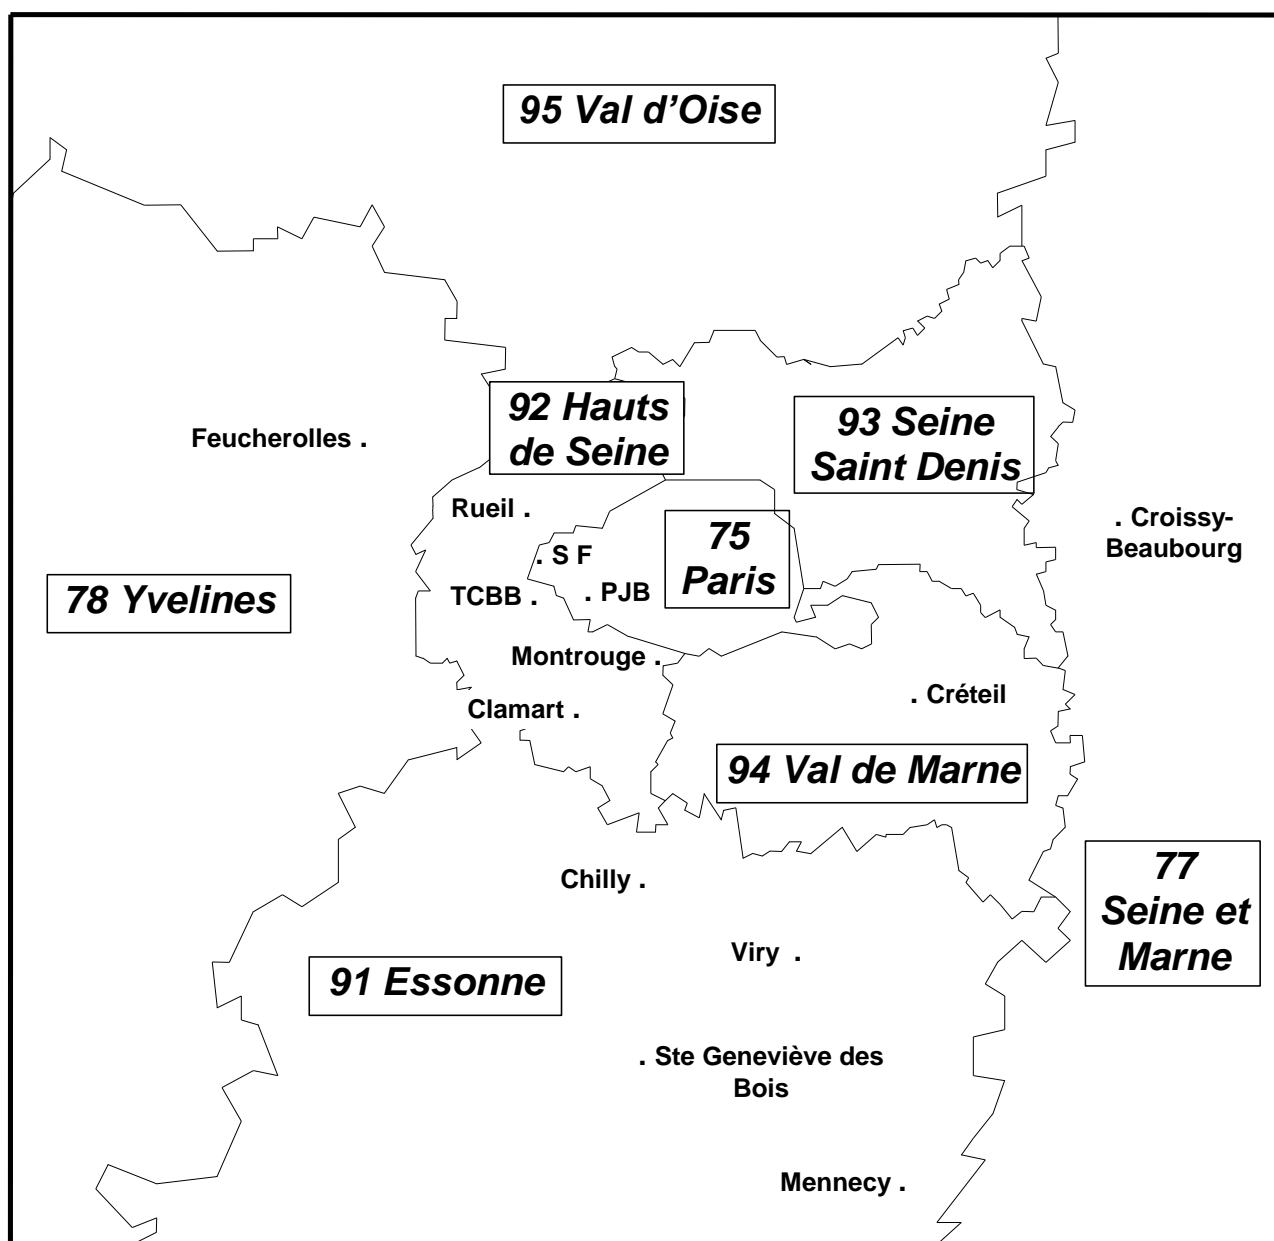 95 Val d’Oise
92 Hauts
de Seine
93 Seine
Saint Denis
Feucherolles .
Rueil .
. Croissy-
Beaubourg
75
Paris
. S F
78 Yvelines
TCBB .
. PJB
Montrouge .
Clamart .
. Créteil
94 Val de Marne
77
Seine et
Marne
Chilly .
Viry .
91 Essonne
. Ste Geneviève des
Bois
Mennecy .